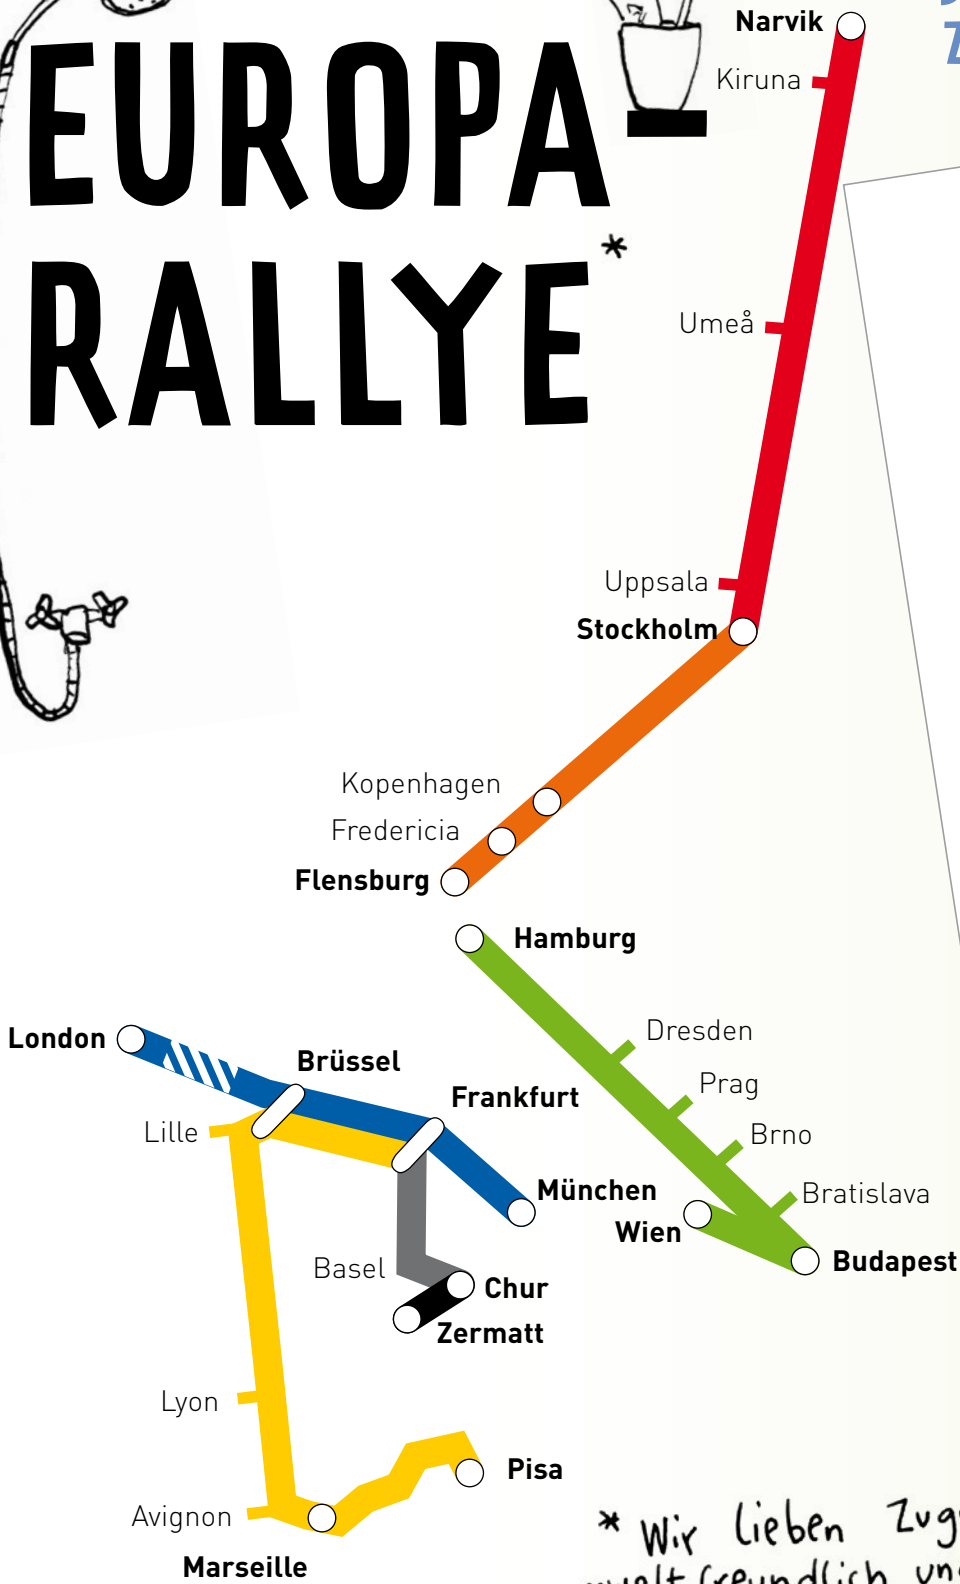 EUROPA-
RALLYE*
Narvik
Kiruna
Umeå
Uppsala
Stockholm
Kopenhagen
Fredericia
Flensburg
Hamburg
London
Dresden
Brüssel
Prag
Frankfurt
Lille
Brno
München
Bratislava
Wien
Budapest
Basel
Chur
Zermatt
Lyon
Pisa
Avignon
Marseille
* Wir lieben Zug